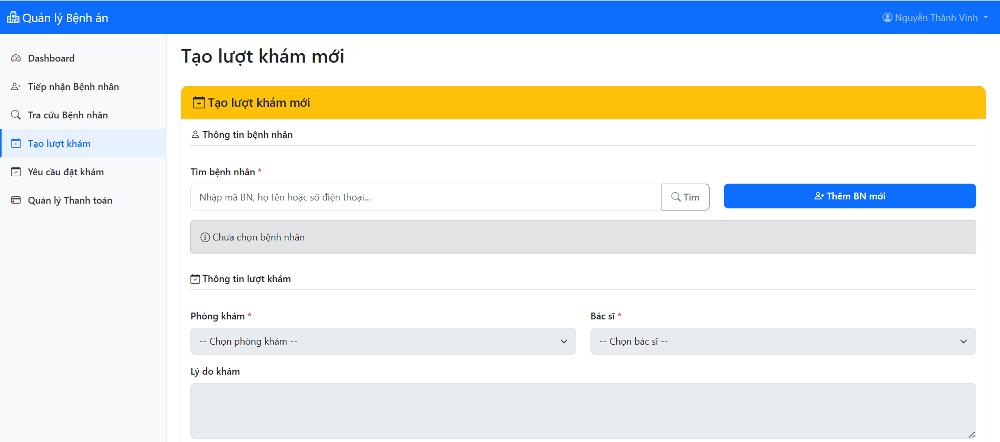 Quản lý Bệnh án
Nguyễn Thành Vinh
Dashboard
Tiếp nhận Bệnh nhân
Tra cứu Bệnh nhân
Tạo lượt khám
Yêu cầu đặt khám
Quản lý Thanh toán
Tạo lượt khám mới
Tạo lượt khám mới
Thông tin bệnh nhân
Tìm bệnh nhân *
Nhập mã BN, họ tên hoặc số điện thoại...
Tìm
Thêm BN mới
Chưa chọn bệnh nhân
Thông tin lượt khám
Phòng khám *
Bác sĩ *
-- Chọn phòng khám --
-- Chọn bác sĩ --
Lý do khám